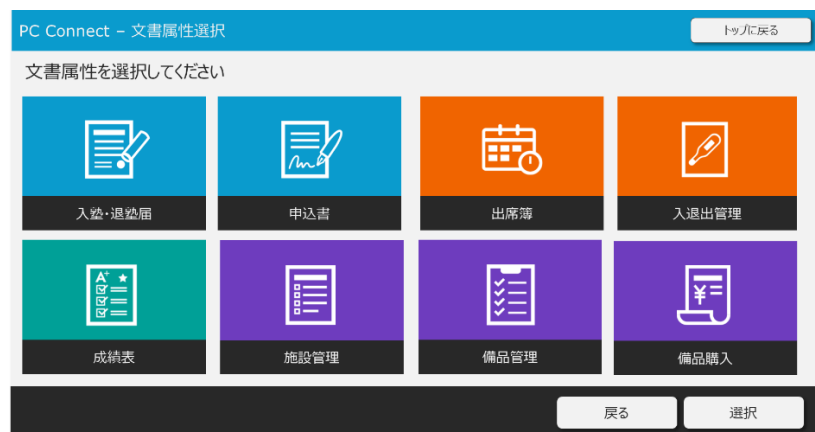 PC Connect – 文書属性選択
トップに戻る
文書属性を選択してください
入塾・退塾届
申込書
出席簿
入退出管理
A+
成績表
施設管理
備品管理
¥
備品購入
戻る
選択